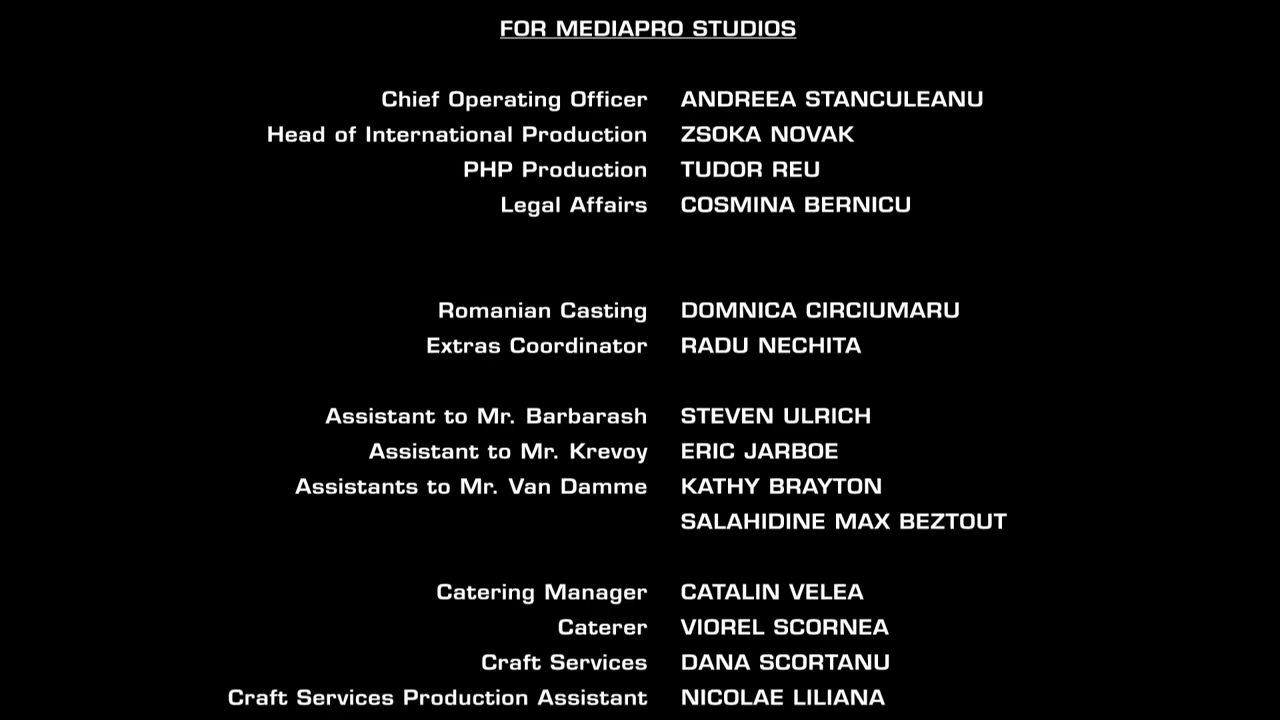 FOR MEDIAPRO STUDIOS
Chief Operating Officer ANDREEA STANCULEANU
Head of International Production ZSOKA NOVAK
PHP Production TUDOR REU
Legal Affairs COSMINA BERNICU
Romanian Casting DOMNICA CIRCIUMARU
Extras Coordinator RADU NECHITA
Assistant to Mr. Barbarash STEVEN ULRICH
Assistant to Mr. Krevoy ERIC JARBOE
Assistants to Mr. Van Damme KATHY BRAYTON
SALAHIDINE MAX BEZTOUT
Catering Manager CATALIN VELEA
Caterer VIOREL SCORNEA
Craft Services DANA SCORTANU
Craft Services Production Assistant NICOLAE LILIANA